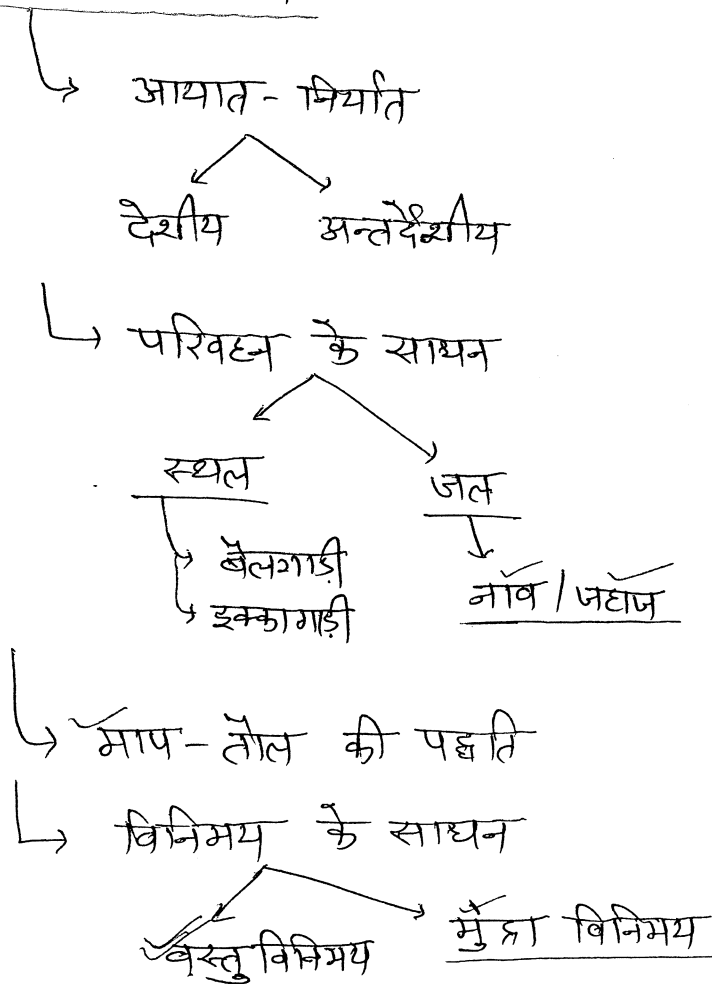 आयात - निर्यात
देशीय अन्तर्देशीय
परिवहन के साधन
स्थल जल
बैलगाड़ी
इक्कागाड़ी नाव / जहाज
माप - तौल की पद्धति
विनिमय के साधन
वस्तु विनिमय मुद्रा विनिमय